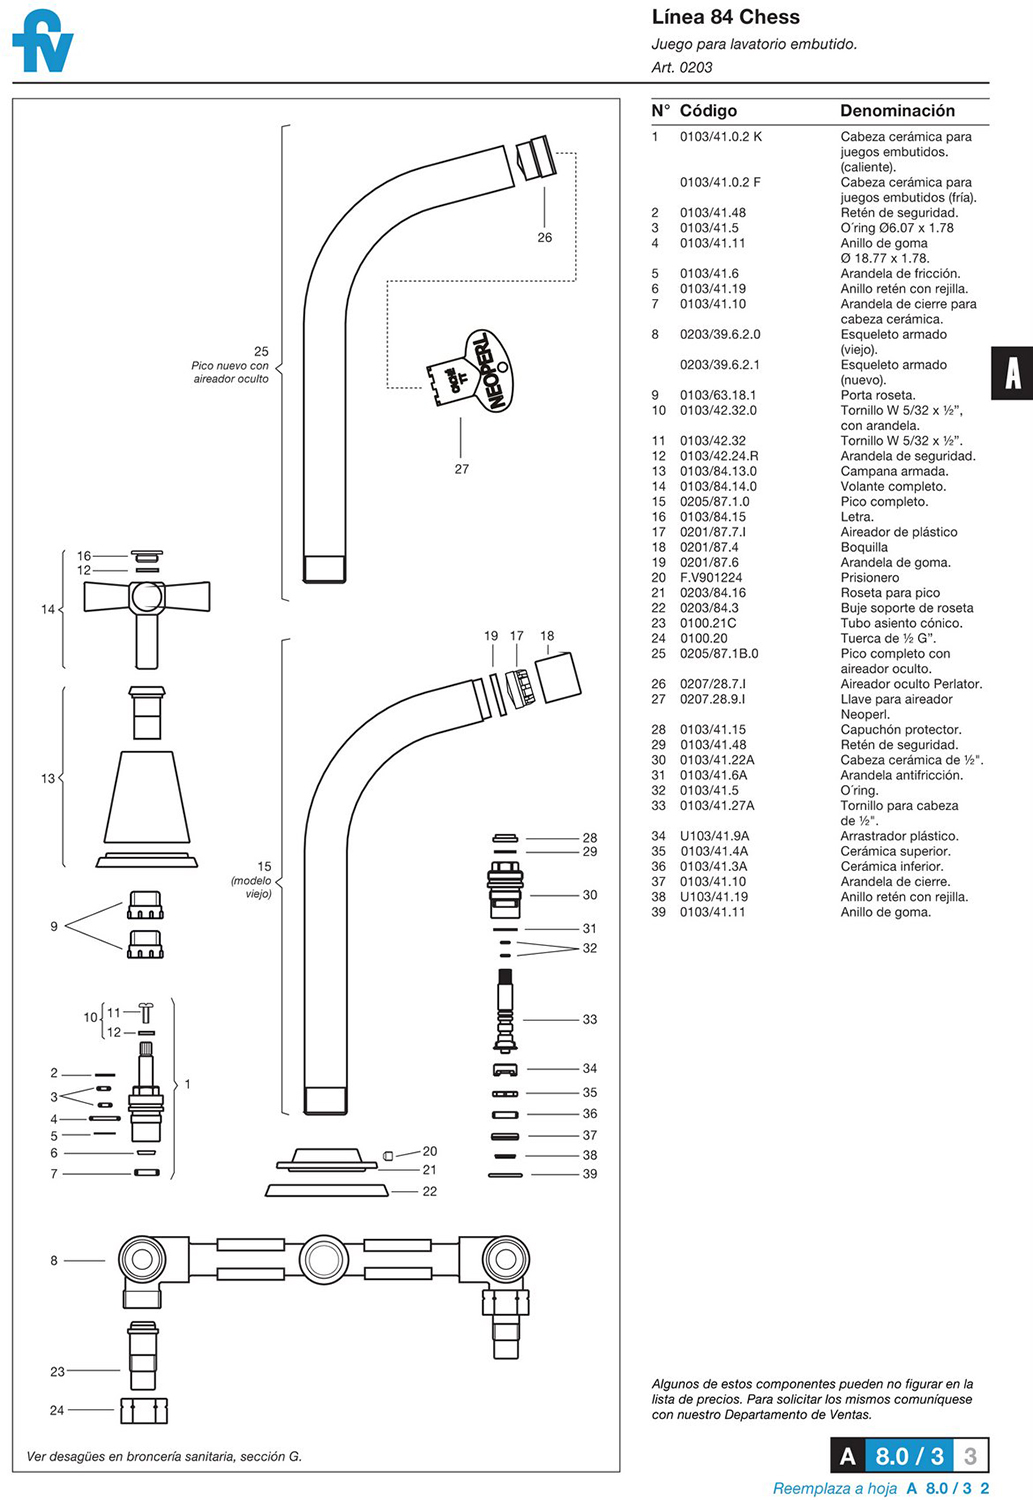 fv
Línea 84 Chess
Juego para lavatorio embutido.
Art. 0203
N° Código Denominación
1 0103/41.0.2 K Cabeza cerámica para
juegos embutidos.
(caliente).
0103/41.0.2 F Cabeza cerámica para
juegos embutidos (fría).
2 0103/41.48 Retén de seguridad.
3 0103/41.5 O´ring Ø6.07 x 1.78
4 0103/41.11 Anillo de goma
Ø 18.77 x 1.78.
5 0103/41.6 Arandela de fricción.
6 0103/41.19 Anillo retén con rejilla.
7 0103/41.10 Arandela de cierre para
cabeza cerámica.
8 0203/39.6.2.0 Esqueleto armado
(viejo).
0203/39.6.2.1 Esqueleto armado
(nuevo).
9 0103/63.18.1 Porta roseta.
10 0103/42.32.0 Tornillo W 5/32 x ½”,
con arandela.
11 0103/42.32 Tornillo W 5/32 x ½”.
12 0103/42.24.R Arandela de seguridad.
13 0103/84.13.0 Campana armada.
14 0103/84.14.0 Volante completo.
15 0205/87.1.0 Pico completo.
16 0103/84.15 Letra.
17 0201/87.7.I Aireador de plástico
18 0201/87.4 Boquilla
19 0201/87.6 Arandela de goma.
20 F.V901224 Prisionero
21 0203/84.16 Roseta para pico
22 0203/84.3 Buje soporte de roseta
23 0100.21C Tubo asiento cónico.
24 0100.20 Tuerca de ½ G”.
25 0205/87.1B.0 Pico completo con
aireador oculto.
26 0207/28.7.I Aireador oculto Perlator.
27 0207.28.9.I Llave para aireador
Neoperl.
28 0103/41.15 Capuchón protector.
29 0103/41.48 Retén de seguridad.
30 0103/41.22A Cabeza cerámica de ½".
31 0103/41.6A Arandela antifricción.
32 0103/41.5 O´ring.
33 0103/41.27A Tornillo para cabeza
de ½".
34 U103/41.9A Arrastrador plástico.
35 0103/41.4A Cerámica superior.
36 0103/41.3A Cerámica inferior.
37 0103/41.10 Arandela de cierre.
38 U103/41.19 Anillo retén con rejilla.
39 0103/41.11 Anillo de goma.
A
26
25
Pico nuevo con
aireador oculto
NEOPERL
CACHÉ
TT
27
16
12
14
19 17 18
13
15
(modelo
viejo)
28
29
30
9
31
32
10 11
12
33
2
1
3
4
5
6
7
34
35
36
37
38
39
20
21
22
8
23
24
Ver desagües en broncería sanitaria, sección G.
Algunos de estos componentes pueden no figurar en la
lista de precios. Para solicitar los mismos comuníquese
con nuestro Departamento de Ventas.
A 8.0 / 3 3
Reemplaza a hoja A 8.0 / 3 2